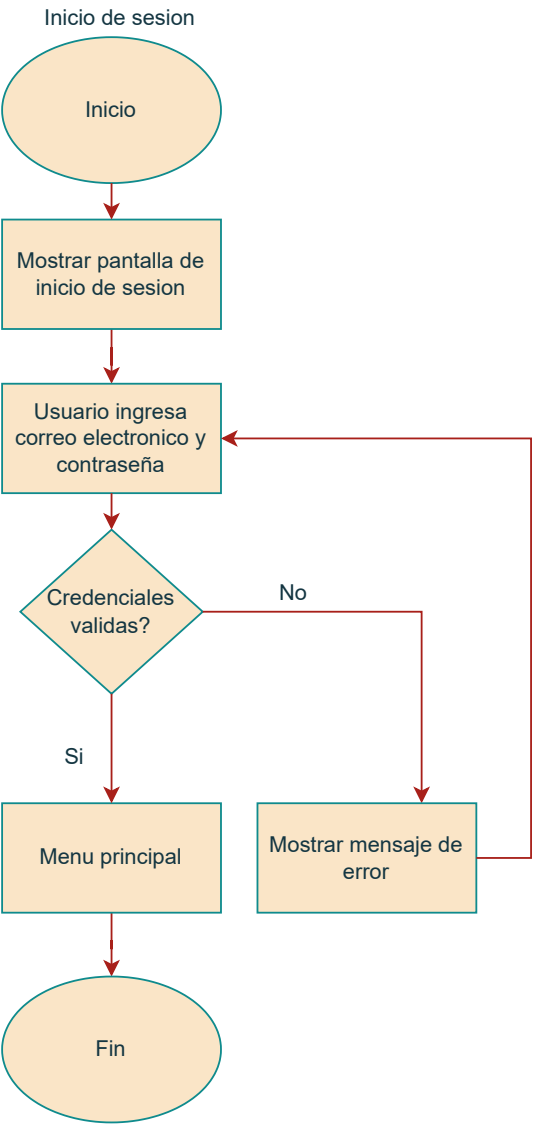 Inicio de sesion
Inicio
Mostrar pantalla de
inicio de sesion
Usuario ingresa
correo electronico y
contraseña
Credenciales
validas?
No
Si
Menu principal
Mostrar mensaje de
error
Fin